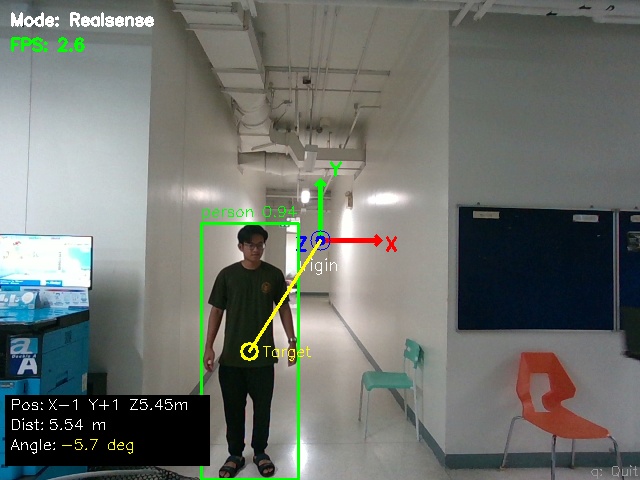 Mode: Realsense
FPS: 2.6
Y
person 0.94
Z
X
Origin
Target
a
Double A
A
Pos: X-1 Y+1 Z5.45m
Dist: 5.54 m
Angle: -5.7 deg
q: Quit